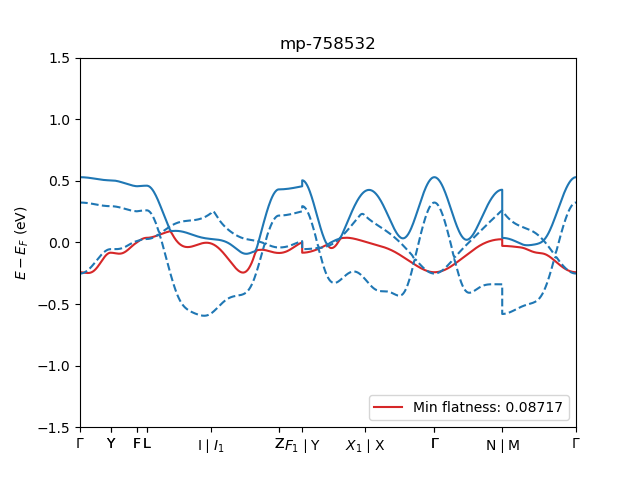 mp-758532
E − E_F (eV)
1.5
1.0
0.5
0.0
−0.5
−1.0
−1.5
Min flatness: 0.08717
Γ Y F L I | I₁ Z F₁ | Y X₁ | X Γ N | M Γ